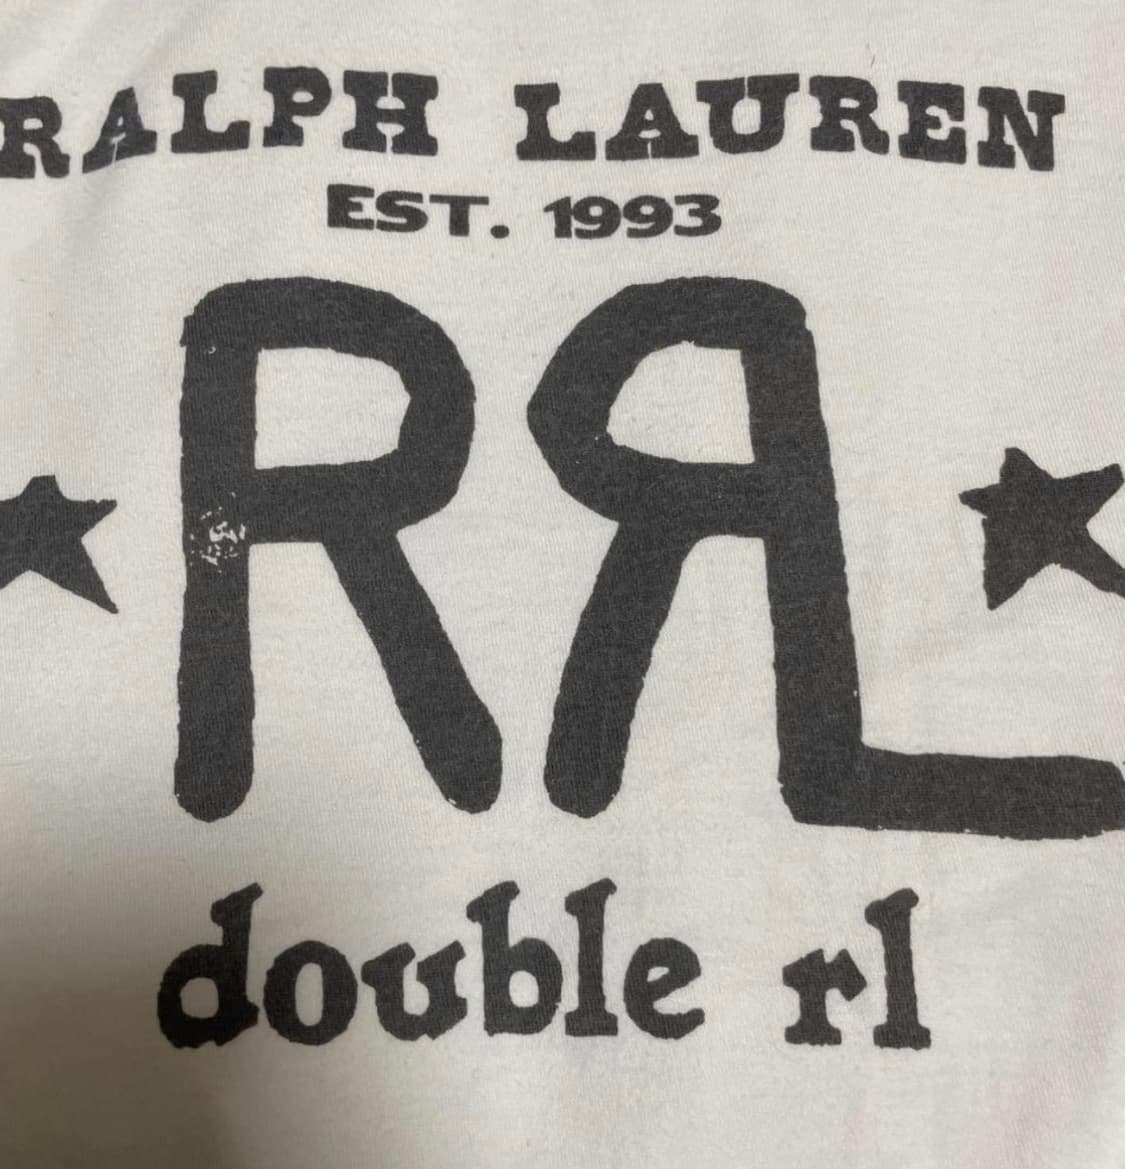 RALPH LAUREN
EST. 1993
RRL
double rl